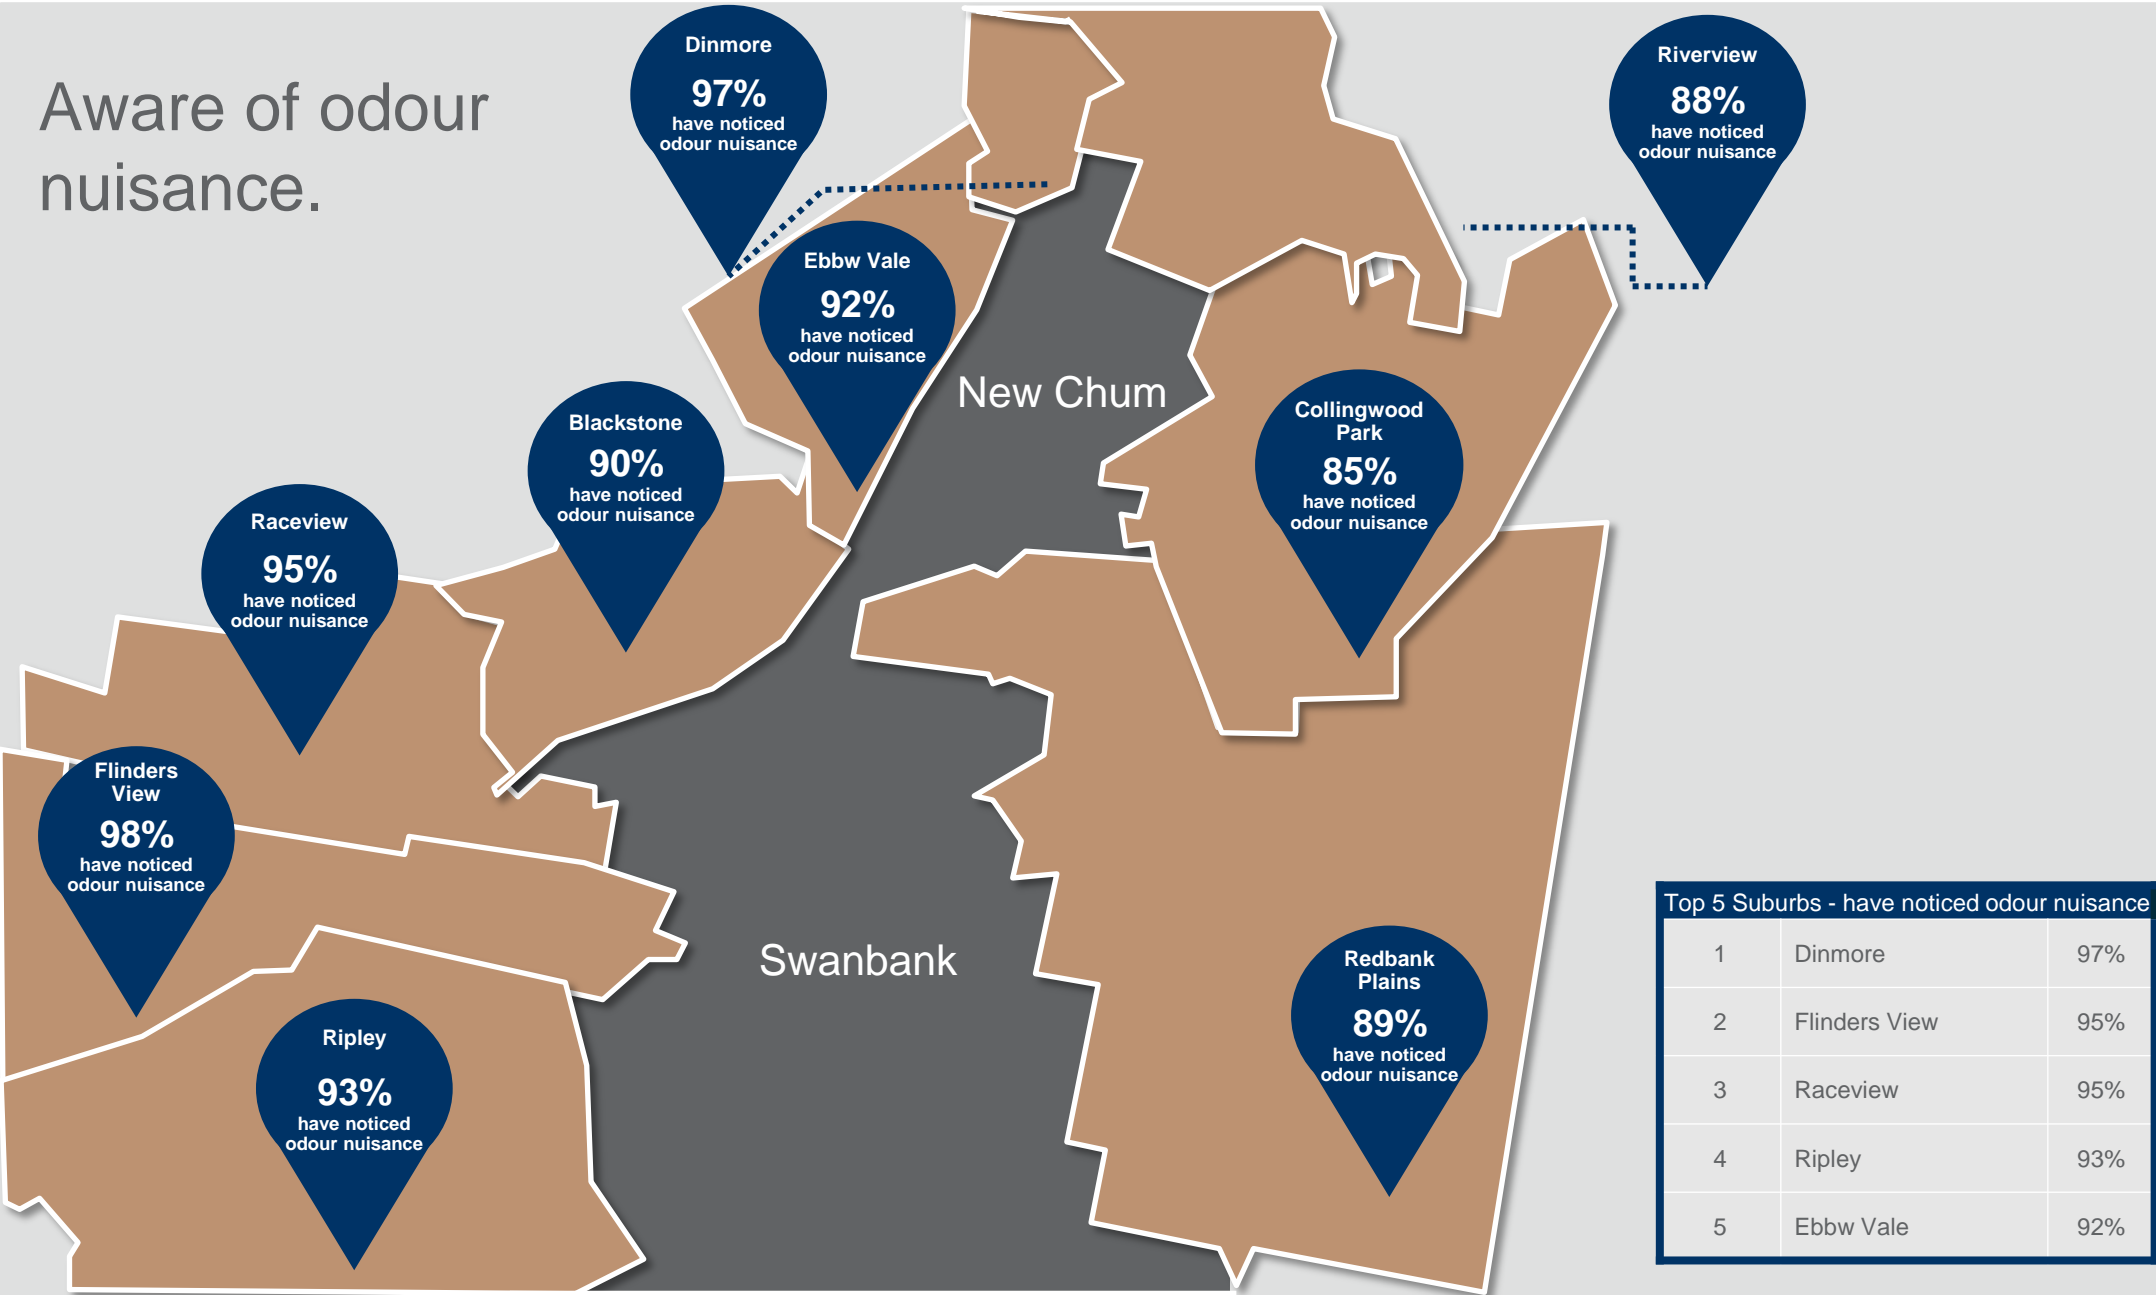 Aware of odour
nuisance.
Dinmore
97%
have noticed
odour nuisance
Riverview
88%
have noticed
odour nuisance
Ebbw Vale
92%
have noticed
odour nuisance
New Chum
Collingwood
Park
85%
have noticed
odour nuisance
Blackstone
90%
have noticed
odour nuisance
Raceview
95%
have noticed
odour nuisance
Flinders
View
98%
have noticed
odour nuisance
Swanbank
Redbank
Plains
89%
have noticed
odour nuisance
Ripley
93%
have noticed
odour nuisance
Top 5 Suburbs - have noticed odour nuisance
1 Dinmore 97%
2 Flinders View 95%
3 Raceview 95%
4 Ripley 93%
5 Ebbw Vale 92%